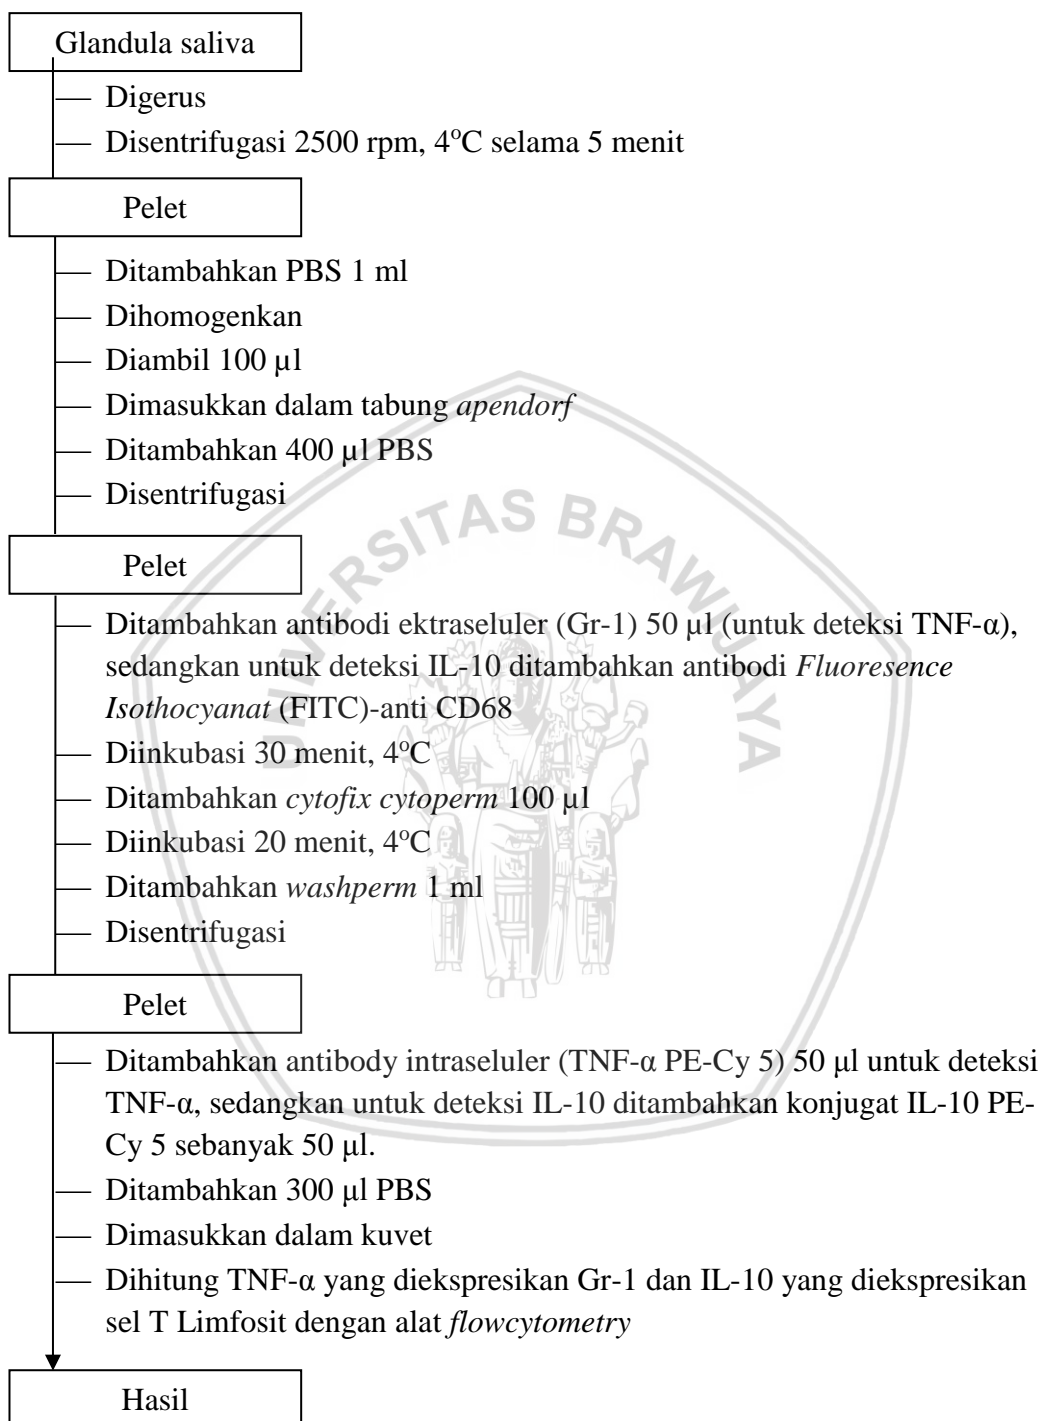 Glandula saliva
Digerus
Disentrifugasi 2500 rpm, 4°C selama 5 menit
Pelet
Ditambahkan PBS 1 ml
Dihomogenkan
Diambil 100 µl
Dimasukkan dalam tabung apendorf
Ditambahkan 400 µl PBS
Disentrifugasi
UNIVERSITAS BRAWIJAYA
Pelet
Ditambahkan antibodi ektraseluler (Gr-1) 50 µl (untuk deteksi TNF-α),
sedangkan untuk deteksi IL-10 ditambahkan antibodi Fluoresence
Isothocyanat (FITC)-anti CD68
Diinkubasi 30 menit, 4°C
Ditambahkan cytofix cytoperm 100 µl
Diinkubasi 20 menit, 4°C
Ditambahkan washperm 1 ml
Disentrifugasi
Pelet
Ditambahkan antibody intraseluler (TNF-α PE-Cy 5) 50 µl untuk deteksi
TNF-α, sedangkan untuk deteksi IL-10 ditambahkan konjugat IL-10 PE-
Cy 5 sebanyak 50 µl.
Ditambahkan 300 µl PBS
Dimasukkan dalam kuvet
Dihitung TNF-α yang diekspresikan Gr-1 dan IL-10 yang diekspresikan
sel T Limfosit dengan alat flowcytometry
Hasil